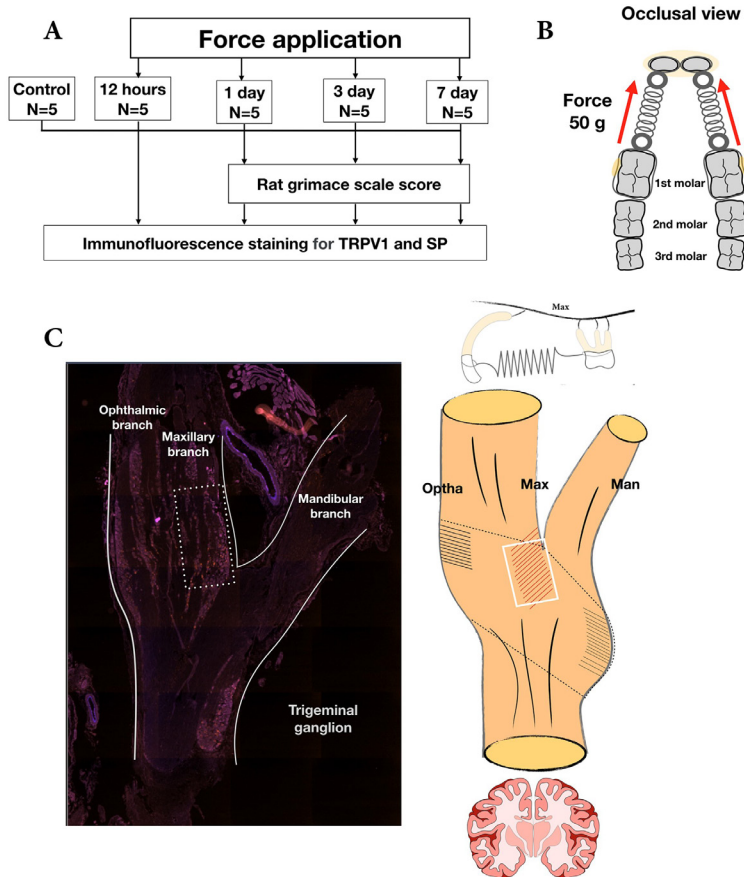 A
Force application
Control
N=5
12 hours
N=5
1 day
N=5
3 day
N=5
7 day
N=5
Rat grimace scale score
Immunofluorescence staining for TRPV1 and SP
B
Occlusal view
Force
50 g
1st molar
2nd molar
3rd molar
C
Ophthalmic
branch
Maxillary
branch
Mandibular
branch
Trigeminal
ganglion
Max
Optha
Max
Man